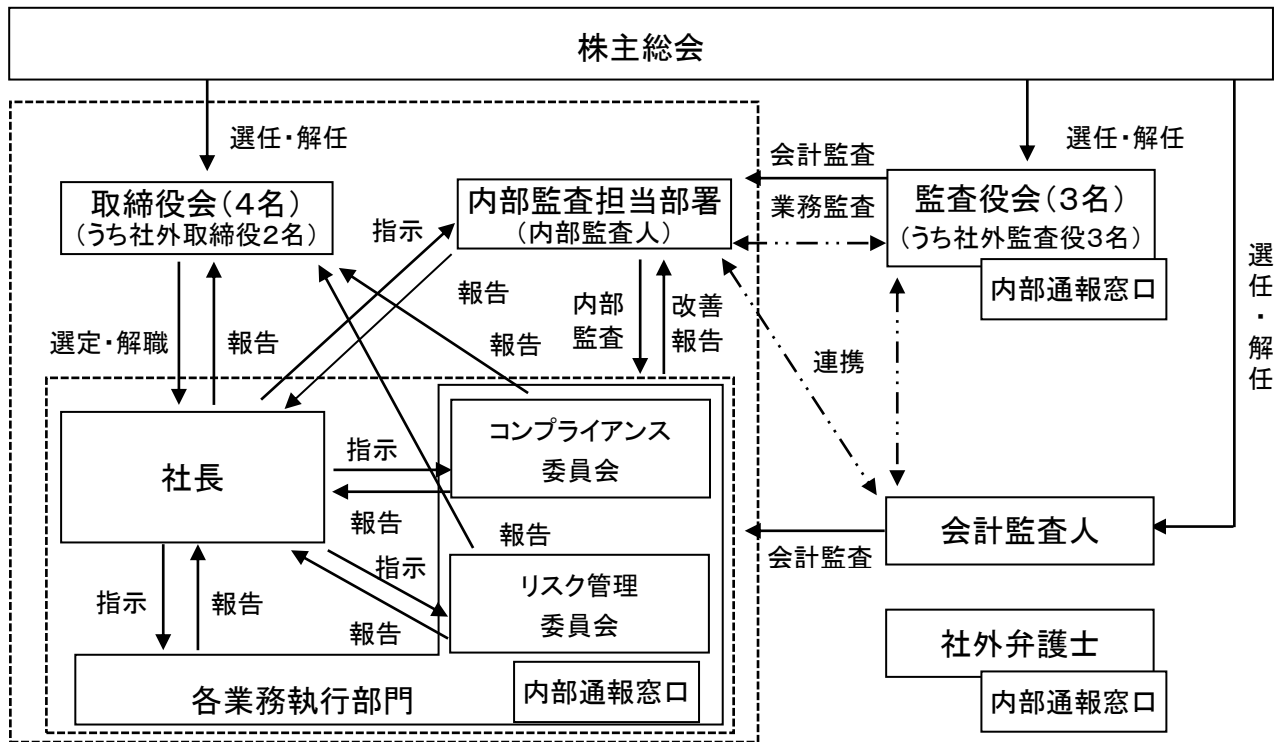 株主総会
選任・解任
選任・解任
会計監査
取締役会(4名)
(うち社外取締役2名)
内部監査担当部署
(内部監査人)
業務監査
監査役会(3名)
(うち社外監査役3名)
内部通報窓口
指示
報告
選任・解任
選定・解職
報告
報告
内部
監査
改善
報告
連携
社長
指示
報告
コンプライアンス
委員会
報告
会計監査人
会計監査
指示
報告
指示
報告
リスク管理
委員会
社外弁護士
内部通報窓口
各業務執行部門
内部通報窓口